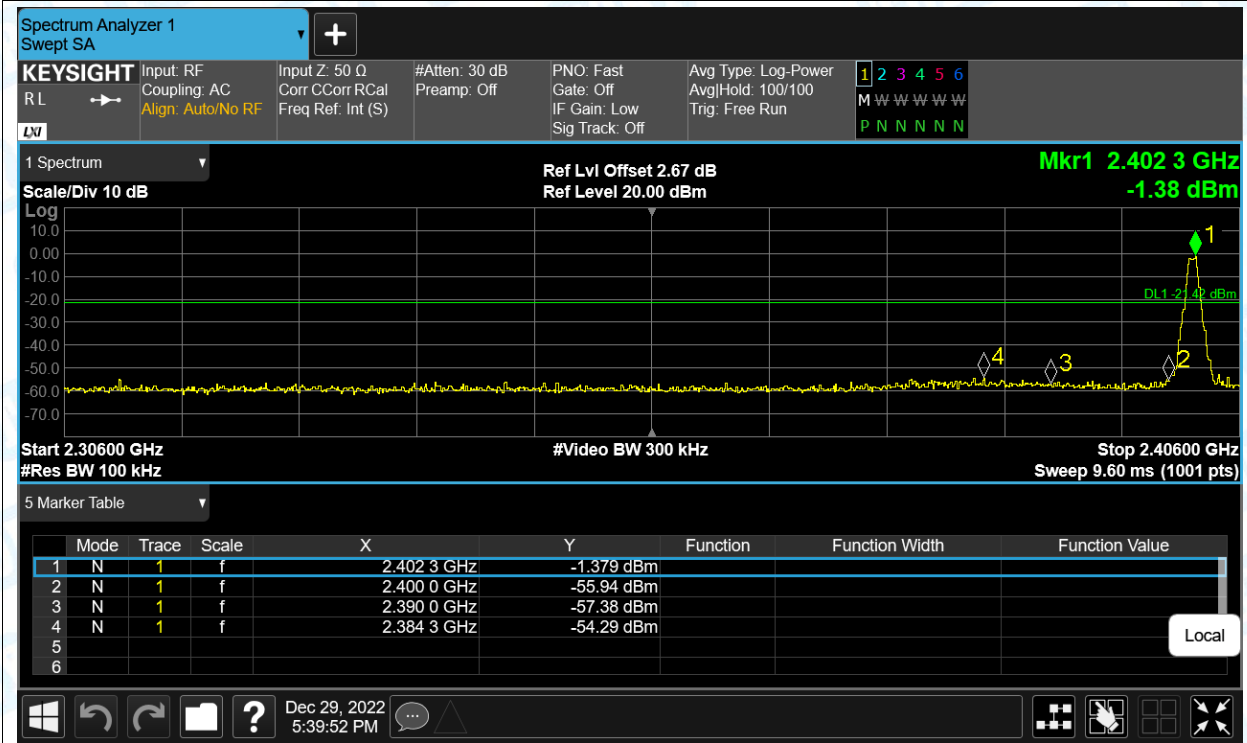 Spectrum Analyzer 1
Swept SA
+
KEYSIGHT Input: RF Input Z: 50 Ω #Atten: 30 dB PNO: Fast Avg Type: Log-Power 1 2 3 4 5 6
R L Coupling: AC Corr CCorr RCal Preamp: Off Gate: Off Avg|Hold: 100/100 M W W W W W
Align: Auto/No RF Freq Ref: Int (S) IF Gain: Low Trig: Free Run
LXI Sig Track: Off P N N N N N
1 Spectrum Ref Lvl Offset 2.67 dB Mkr1 2.402 3 GHz
Scale/Div 10 dB Ref Level 20.00 dBm -1.38 dBm
Log
10.0 1
0.00
-10.0
-20.0 DL1 -21.42 dBm
-30.0
-40.0
-50.0 4 3 2
-60.0
-70.0
Start 2.30600 GHz #Video BW 300 kHz Stop 2.40600 GHz
#Res BW 100 kHz Sweep 9.60 ms (1001 pts)
5 Marker Table
Mode Trace Scale X Y Function Function Width Function Value
1 N 1 f 2.402 3 GHz -1.379 dBm
2 N 1 f 2.400 0 GHz -55.94 dBm
3 N 1 f 2.390 0 GHz -57.38 dBm
4 N 1 f 2.384 3 GHz -54.29 dBm
5
6
Local
? Dec 29, 2022
5:39:52 PM